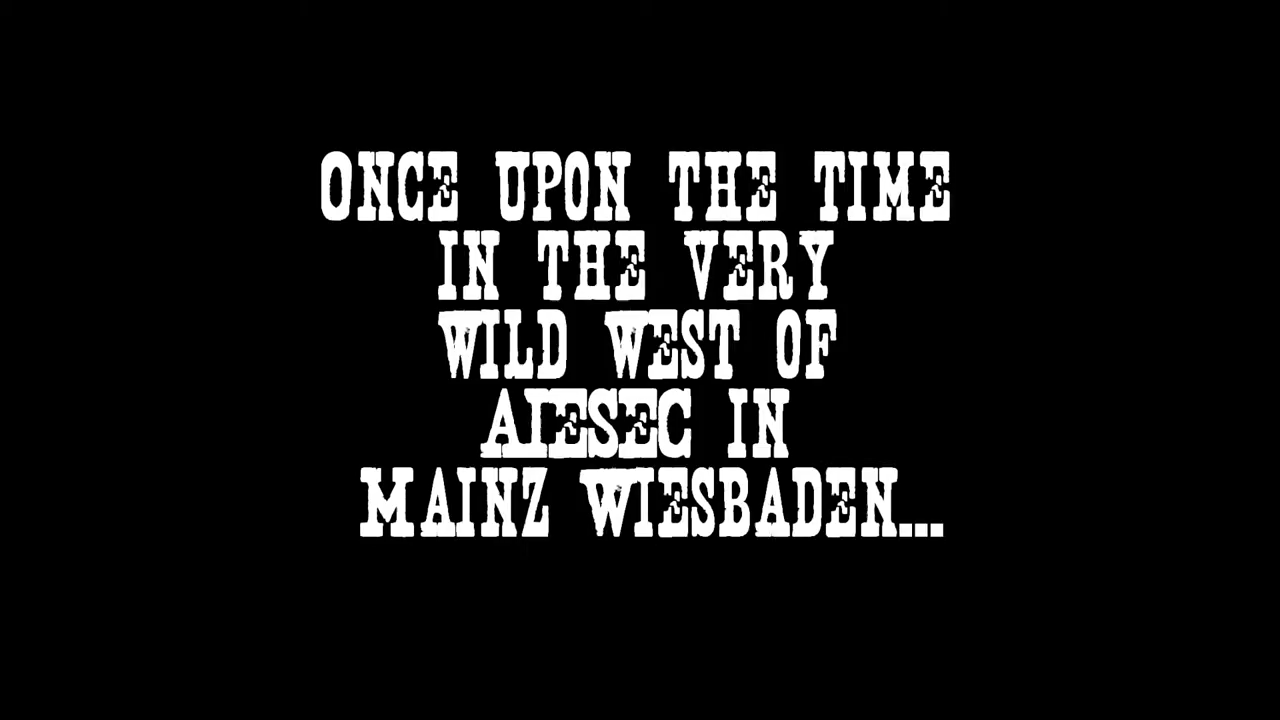 ONCE UPON THE TIME
IN THE VERY
WILD WEST OF
AIESEC IN
MAINZ WIESBADEN...